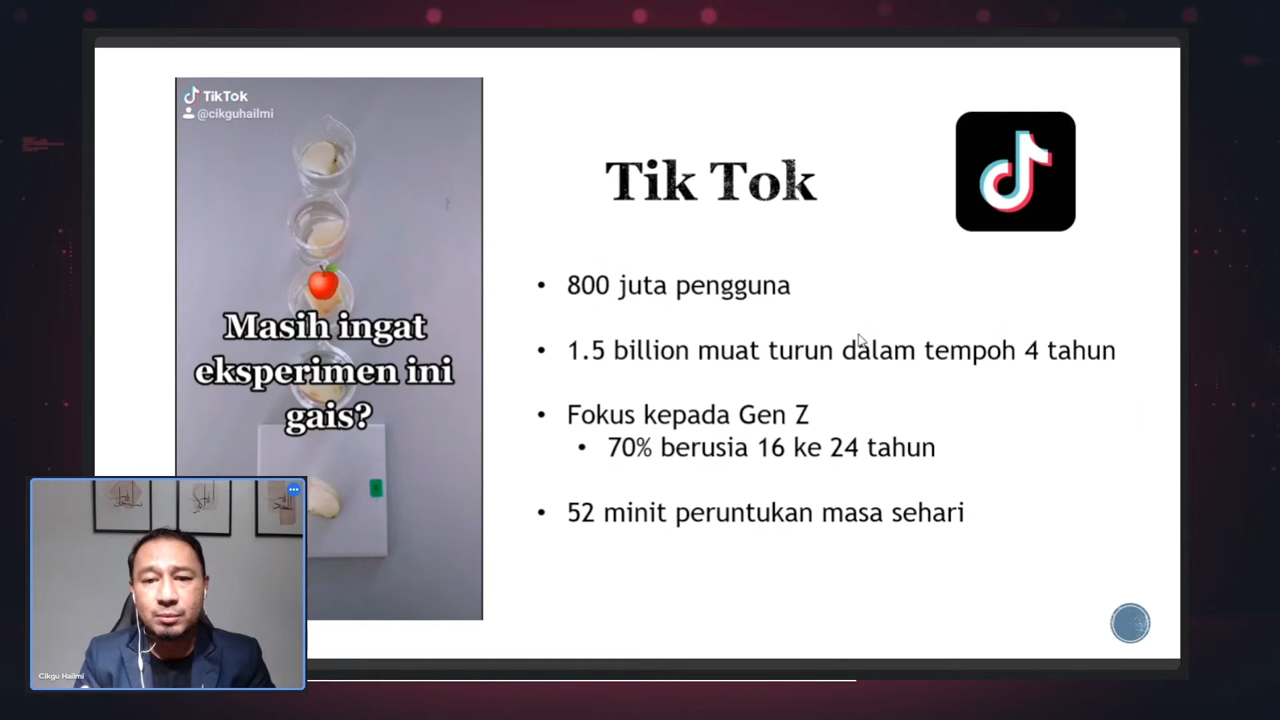 TikTok
@cikguhailmi
Masih ingat
eksperimen ini
gais?
Tik Tok
• 800 juta pengguna
• 1.5 billion muat turun dalam tempoh 4 tahun
• Fokus kepada Gen Z
• 70% berusia 16 ke 24 tahun
• 52 minit peruntukan masa sehari
Cikgu Hailmi